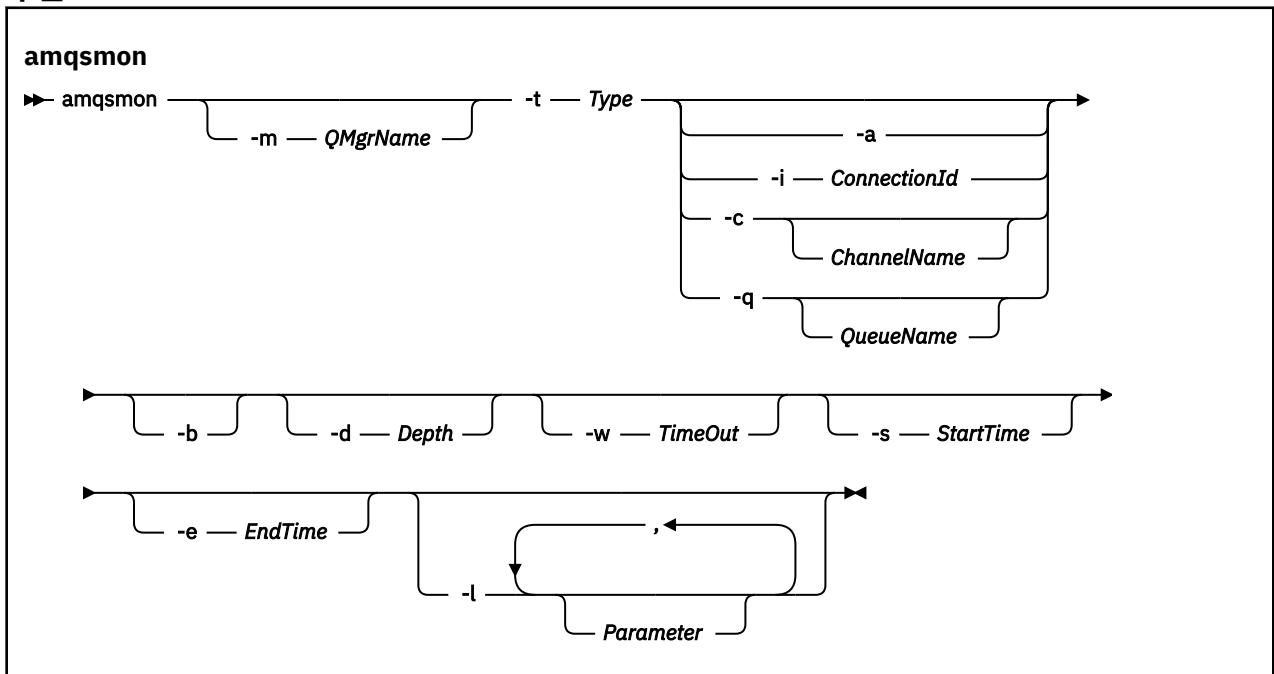 amqsmon
amqsmon -t Type
-m QMgrName
-a
-i ConnectionId
-c
ChannelName
-q
QueueName
-b -d Depth -w TimeOut -s StartTime
-e EndTime
,
-l
Parameter